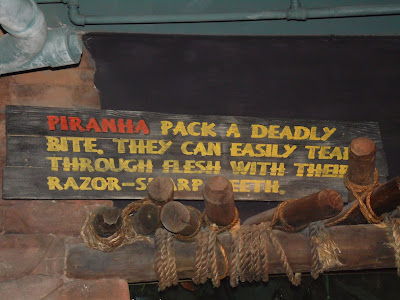 PIRANHA PACK A DEADLY
BITE. THEY CAN EASILY TEAR
THROUGH FLESH WITH THEIR
RAZOR-SHARP TEETH.